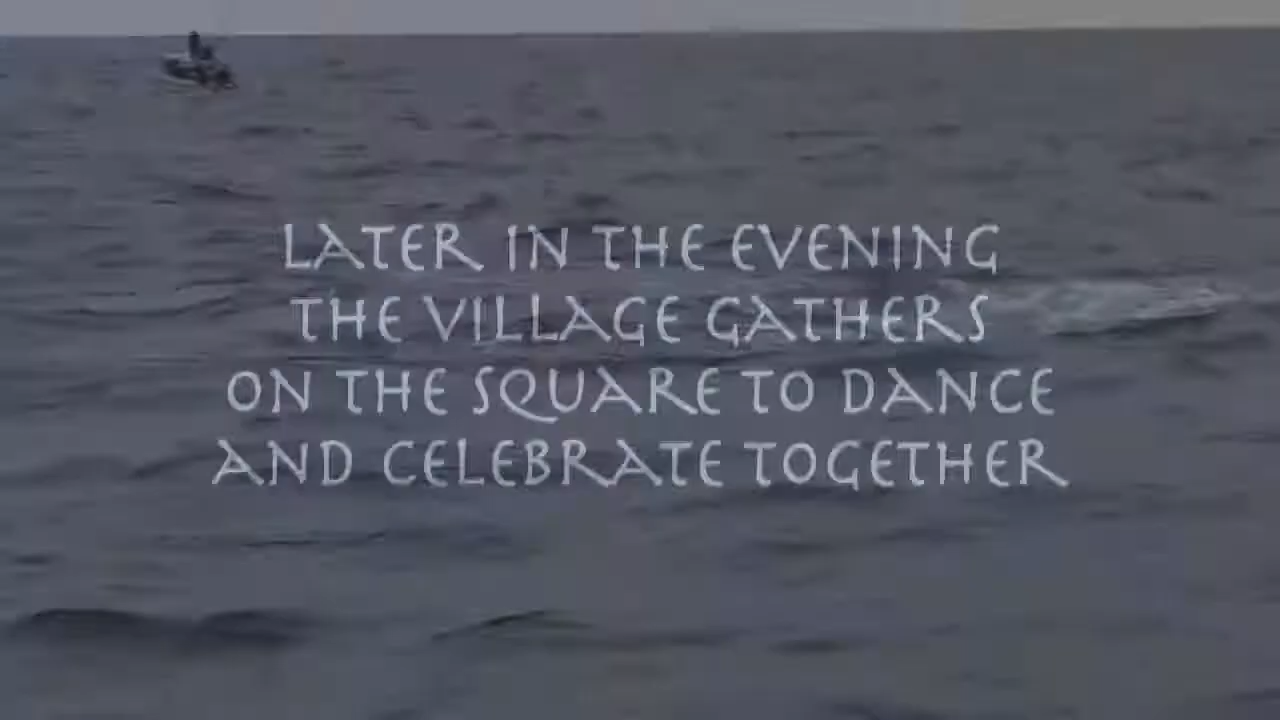 LATER IN THE EVENING
THE VILLAGE GATHERS
ON THE SQUARE TO DANCE
AND CELEBRATE TOGETHER